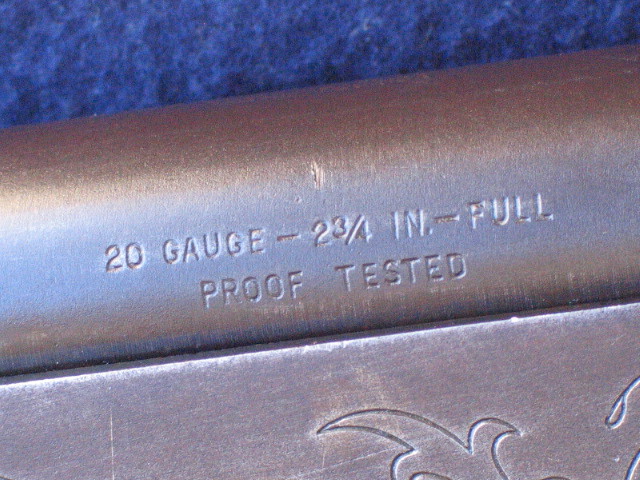 20 GAUGE – 2¾ IN. – FULL
PROOF TESTED